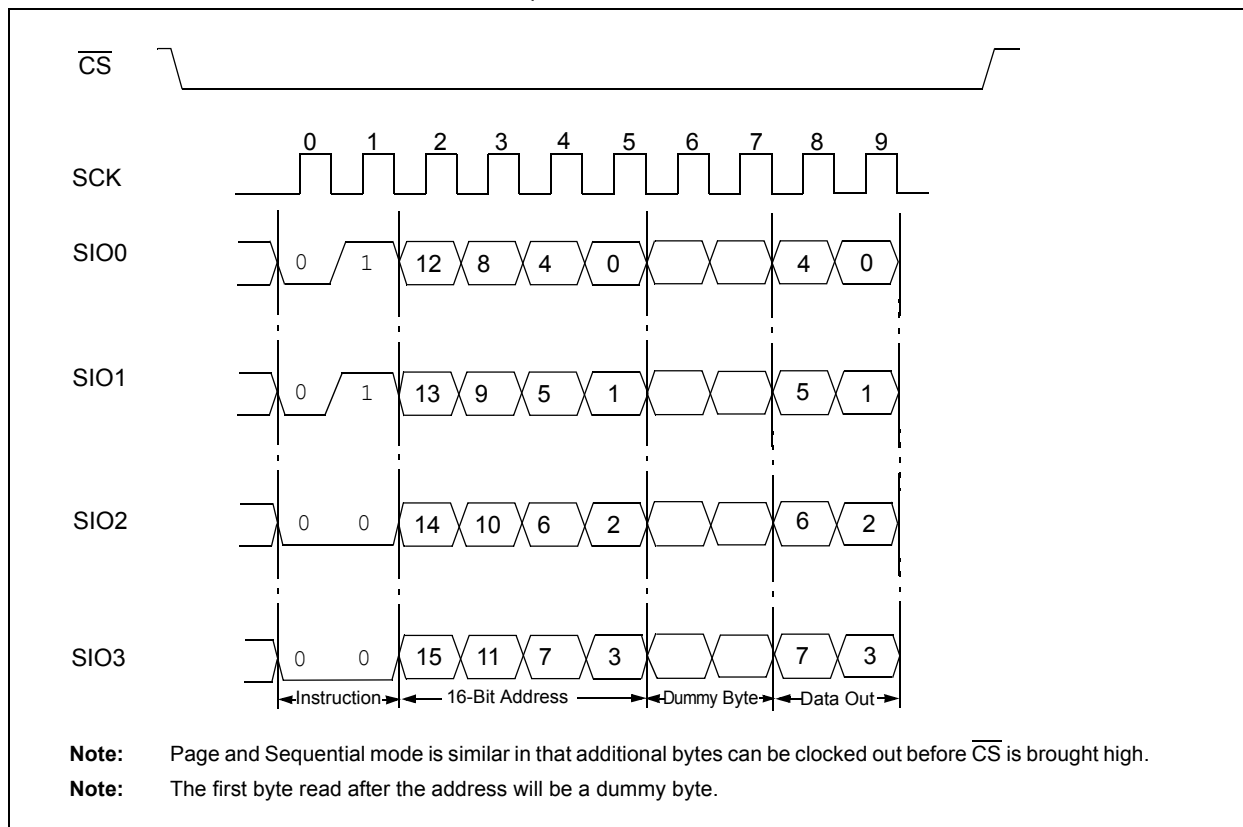 CS
0 1 2 3 4 5 6 7 8 9
SCK
SIO0 0 1 12 8 4 0 4 0
SIO1 0 1 13 9 5 1 5 1
SIO2 0 0 14 10 6 2 6 2
SIO3 0 0 15 11 7 3 7 3
Instruction 16-Bit Address Dummy Byte Data Out
Note: Page and Sequential mode is similar in that additional bytes can be clocked out before CS is brought high.
Note: The first byte read after the address will be a dummy byte.